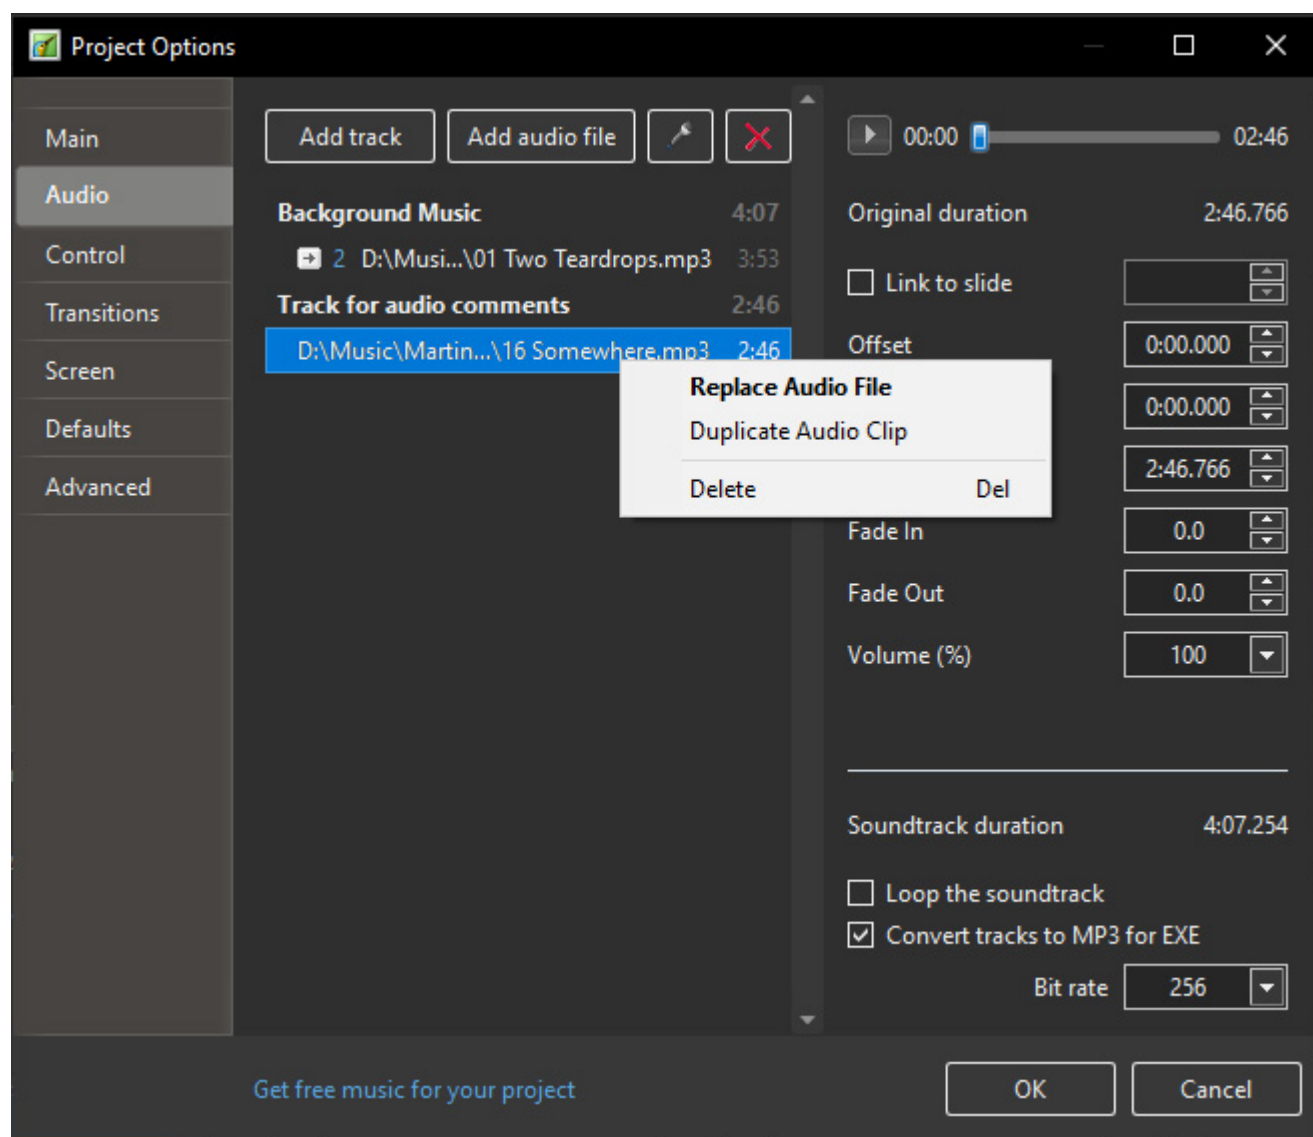 Project Options
Main
Audio
Control
Transitions
Screen
Defaults
Advanced
Add track
Add audio file
Background Music 4:07
2 D:\Musi...\01 Two Teardrops.mp3 3:53
Track for audio comments 2:46
D:\Music\Martin...\16 Somewhere.mp3 2:46
Replace Audio File
Duplicate Audio Clip
Delete Del
00:00 02:46
Original duration 2:46.766
Link to slide
Offset 0:00.000
0:00.000
2:46.766
Fade In 0.0
Fade Out 0.0
Volume (%) 100
Soundtrack duration 4:07.254
Loop the soundtrack
Convert tracks to MP3 for EXE
Bit rate 256
Get free music for your project
OK
Cancel